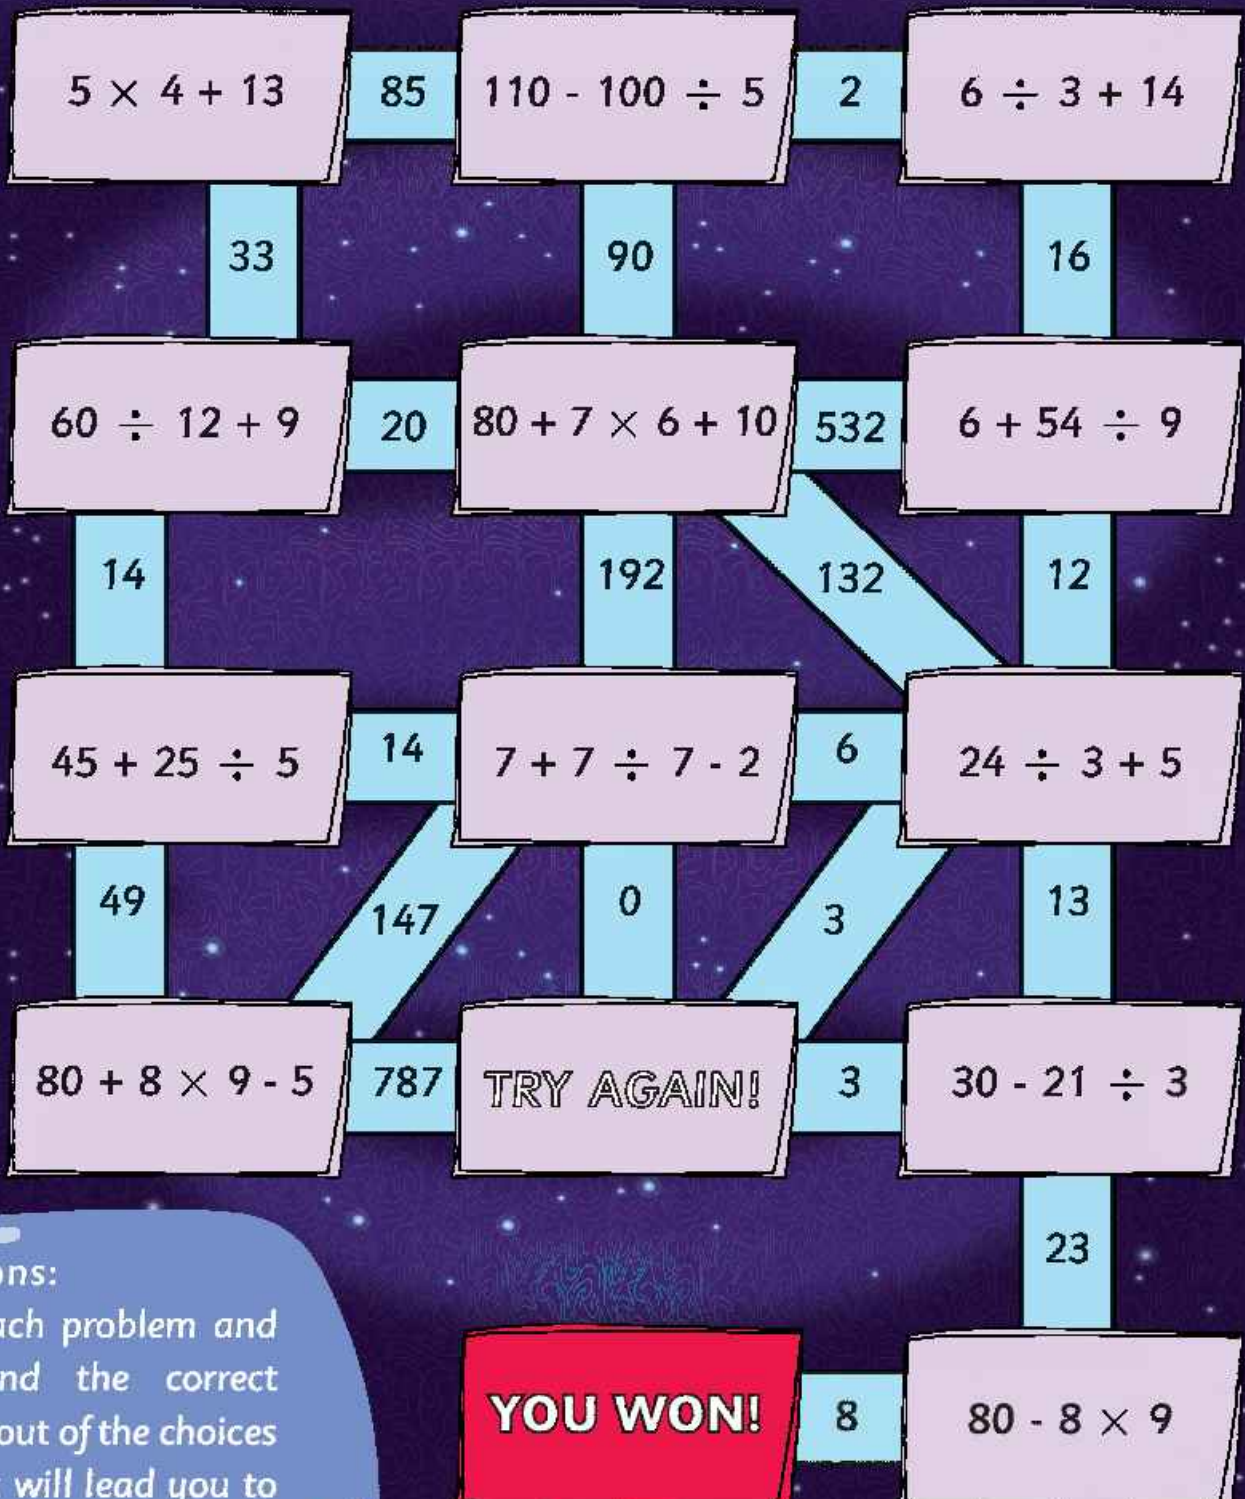 5 × 4 + 13 85 110 - 100 ÷ 5 2 6 ÷ 3 + 14
33 90 16
60 ÷ 12 + 9 20 80 + 7 × 6 + 10 532 6 + 54 ÷ 9
14 192 132 12
45 + 25 ÷ 5 14 7 + 7 ÷ 7 - 2 6 24 ÷ 3 + 5
49 147 0 3 13
80 + 8 × 9 - 5 787 TRY AGAIN! 3 30 - 21 ÷ 3
23
YOU WON! 8 80 - 8 × 9
problem and
the correct
out of the choices
will lead you to